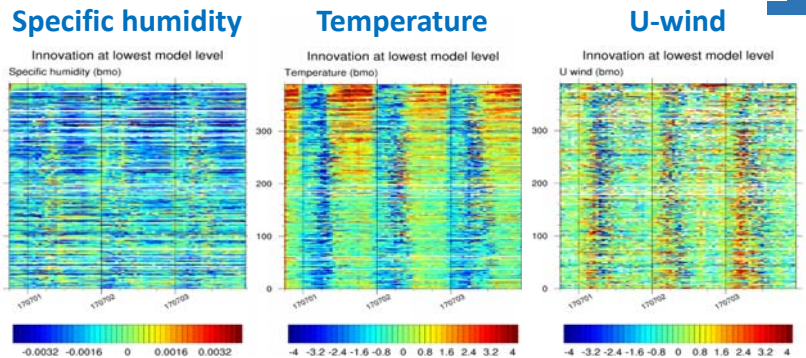 Specific humidity
Temperature
U-wind
Innovation at lowest model level
Specific humidity (bmo)
170701
170702
170703
-0.0032 -0.0016 0 0.0016 0.0032
Innovation at lowest model level
Temperature (bmo)
300
200
100
0
170701
170702
170703
-4 -3.2 -2.4 -1.6 -0.8 0 0.8 1.6 2.4 3.2 4
Innovation at lowest model level
U wind (bmo)
300
200
100
0
170701
170702
170703
-4 -3.2 -2.4 -1.6 -0.8 0 0.8 1.6 2.4 3.2 4